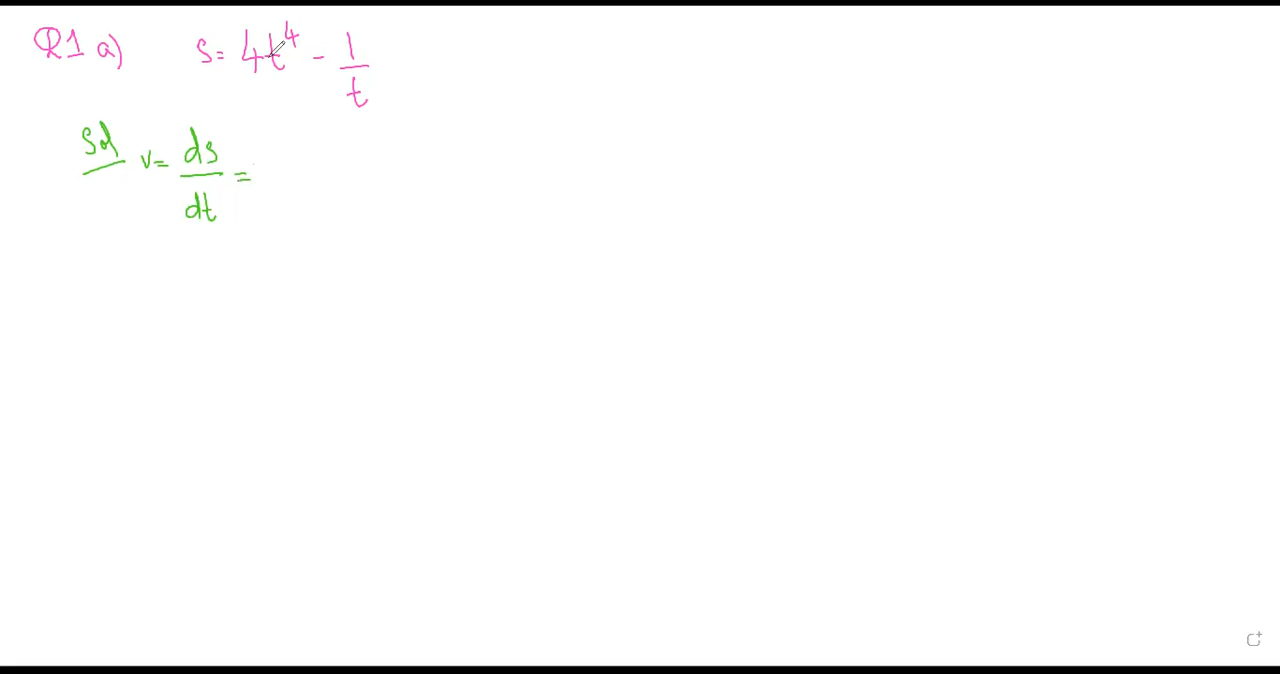 Q1 a) s = 4t⁴ - 1/t
Sol v = ds/dt =